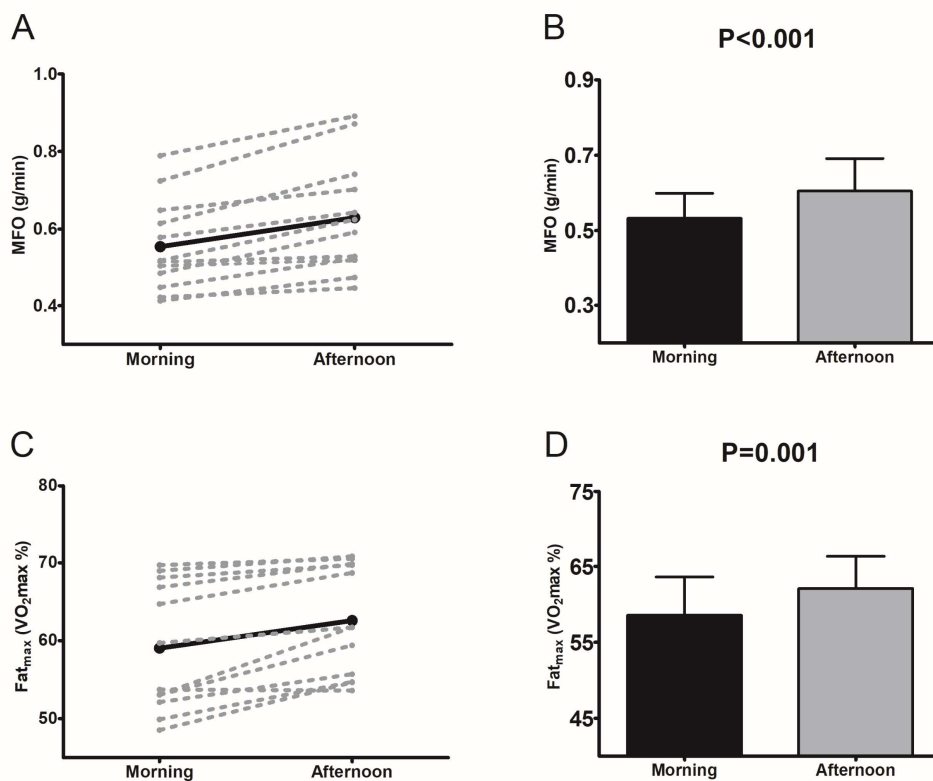 A
MFO (g/min)
1.0
0.8
0.6
0.4
Morning Afternoon
B
P<0.001
MFO (g/min)
0.9
0.7
0.5
0.3
Morning Afternoon
C
Fatmax (VO2max %)
80
70
60
50
Morning Afternoon
D
P=0.001
Fatmax (VO2max %)
75
65
55
45
Morning Afternoon